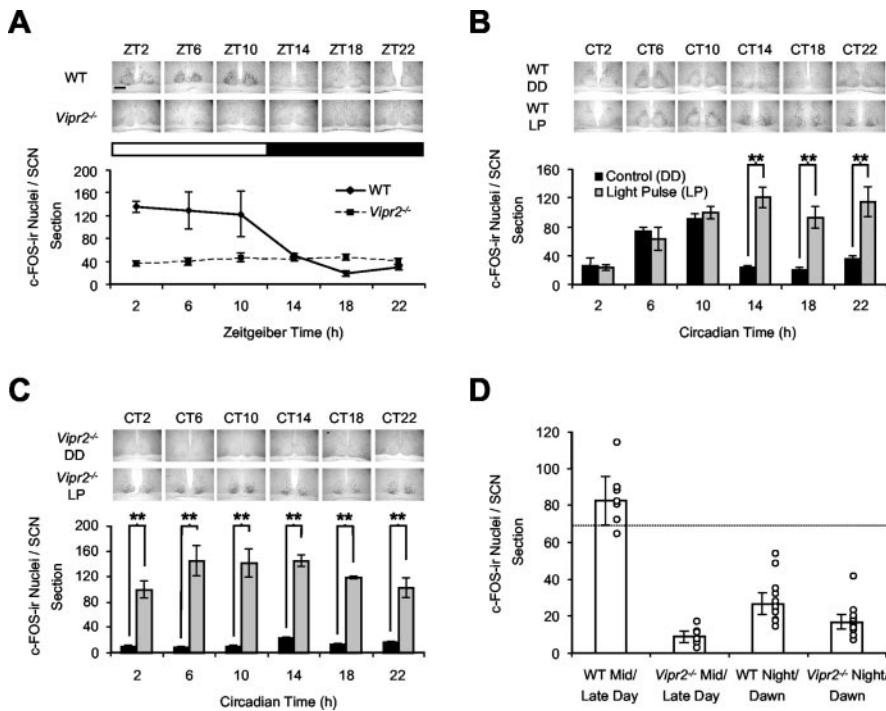 A
ZT2 ZT6 ZT10 ZT14 ZT18 ZT22
WT
Vipr2-/-
c-FOS-ir Nuclei / SCN
Section
200
160
120
80
40
0
WT
Vipr2-/-
2 6 10 14 18 22
Zeitgeiber Time (h)
B
CT2 CT6 CT10 CT14 CT18 CT22
WT
DD
WT
LP
c-FOS-ir Nuclei / SCN
Section
160
120
80
40
0
Control (DD)
Light Pulse (LP)
** ** **
2 6 10 14 18 22
Circadian Time (h)
C
CT2 CT6 CT10 CT14 CT18 CT22
Vipr2-/-
DD
Vipr2-/-
LP
c-FOS-ir Nuclei / SCN
Section
200
160
120
80
40
0
** ** ** ** ** **
2 6 10 14 18 22
Circadian Time (h)
D
c-FOS-ir Nuclei / SCN
Section
120
100
80
60
40
20
0
WT Mid/ Vipr2-/- Mid/ WT Night/ Vipr2-/- Night/
Late Day Late Day Dawn Dawn